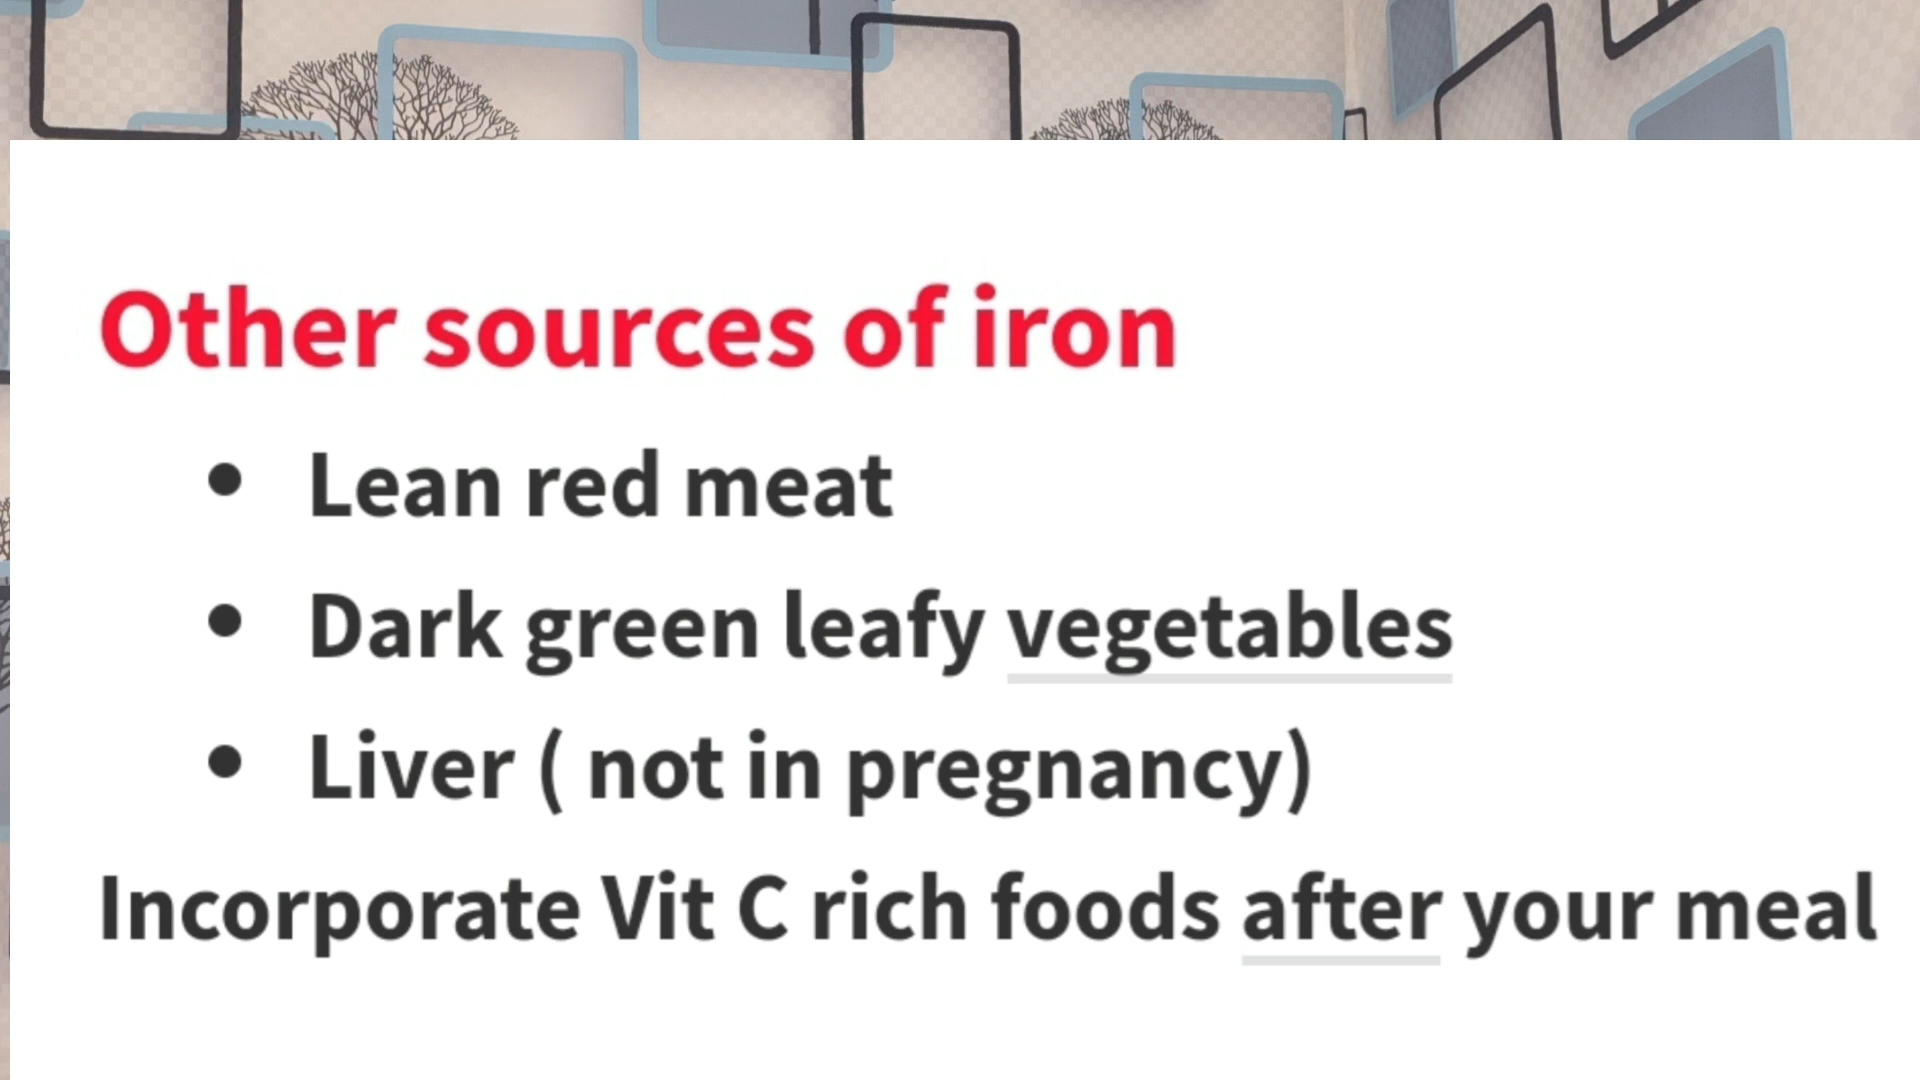 Other sources of iron
• Lean red meat
• Dark green leafy vegetables
• Liver ( not in pregnancy)
Incorporate Vit C rich foods after your meal